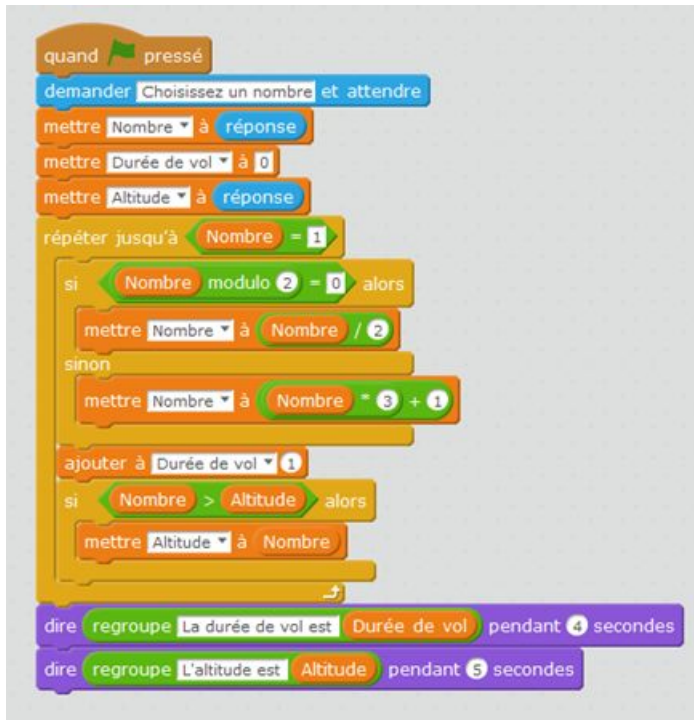 quand pressé
demander Choisissez un nombre et attendre
mettre Nombre à réponse
mettre Durée de vol à 0
mettre Altitude à réponse
répéter jusqu'à Nombre = 1
si Nombre modulo 2 = 0 alors
mettre Nombre à Nombre / 2
sinon
mettre Nombre à Nombre * 3 + 1
ajouter à Durée de vol 1
si Nombre > Altitude alors
mettre Altitude à Nombre
dire regroupe La durée de vol est Durée de vol pendant 4 secondes
dire regroupe L'altitude est Altitude pendant 5 secondes